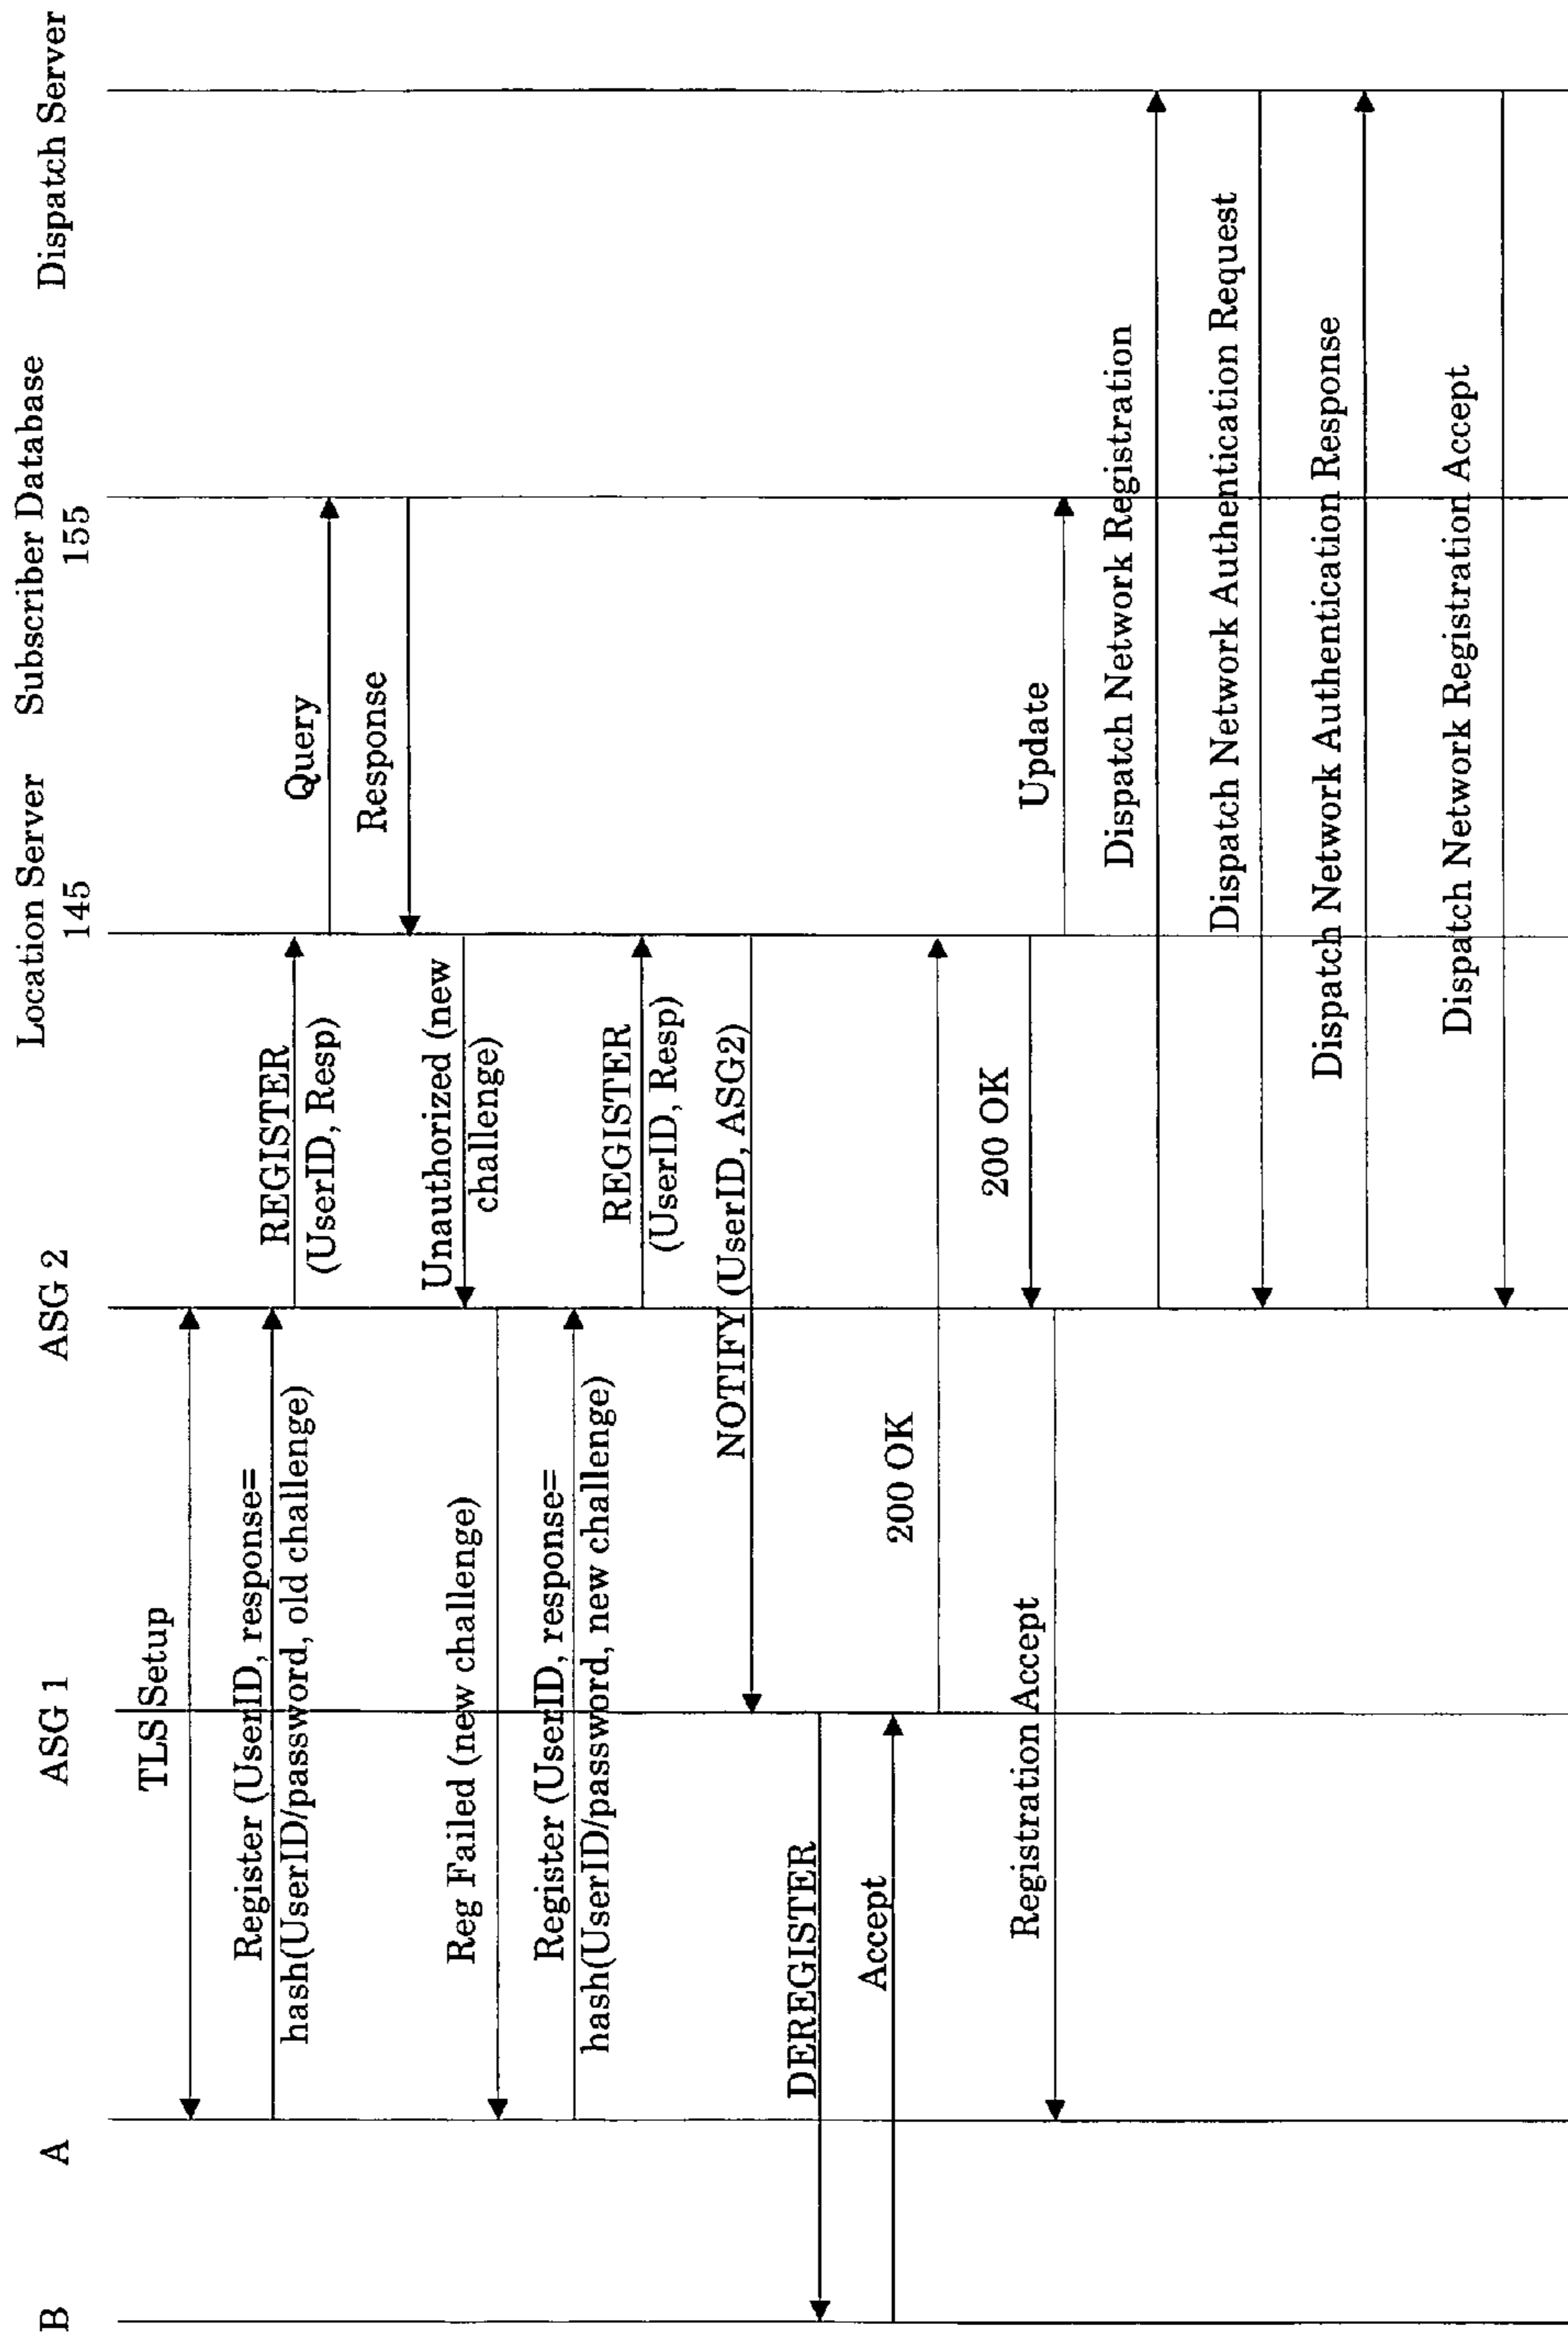 B
A
ASG 1
ASG 2
Location Server
145
Subscriber Database
155
Dispatch Server
TLS Setup
Register (UserID, response=
hash(UserID/password, old challenge)
REGISTER
(UserID, Resp)
Query
Response
Unauthorized (new
challenge)
Reg Failed (new challenge)
Register (UserID, response=
hash(UserID/password, new challenge)
REGISTER
(UserID, Resp)
NOTIFY (UserID, ASG2)
DEREGISTER
Accept
200 OK
200 OK
Registration Accept
Update
Dispatch Network Registration
Dispatch Network Authentication Request
Dispatch Network Authentication Response
Dispatch Network Registration Accept